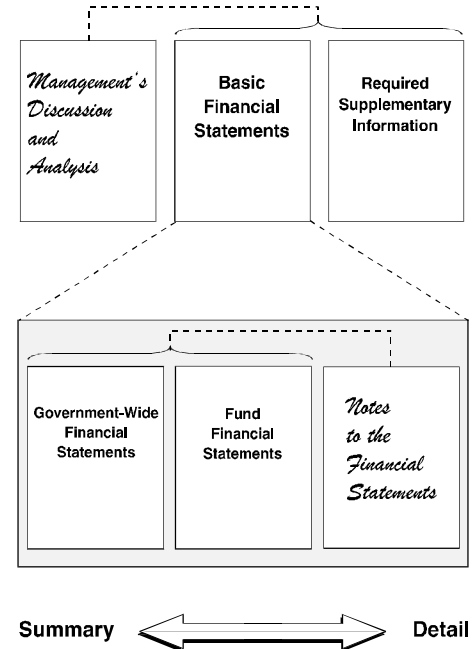 Management's
Discussion
and
Analysis
Basic
Financial
Statements
Required
Supplementary
Information
Government-Wide
Financial
Statements
Fund
Financial
Statements
Notes
to the
Financial
Statements
Summary
Detail